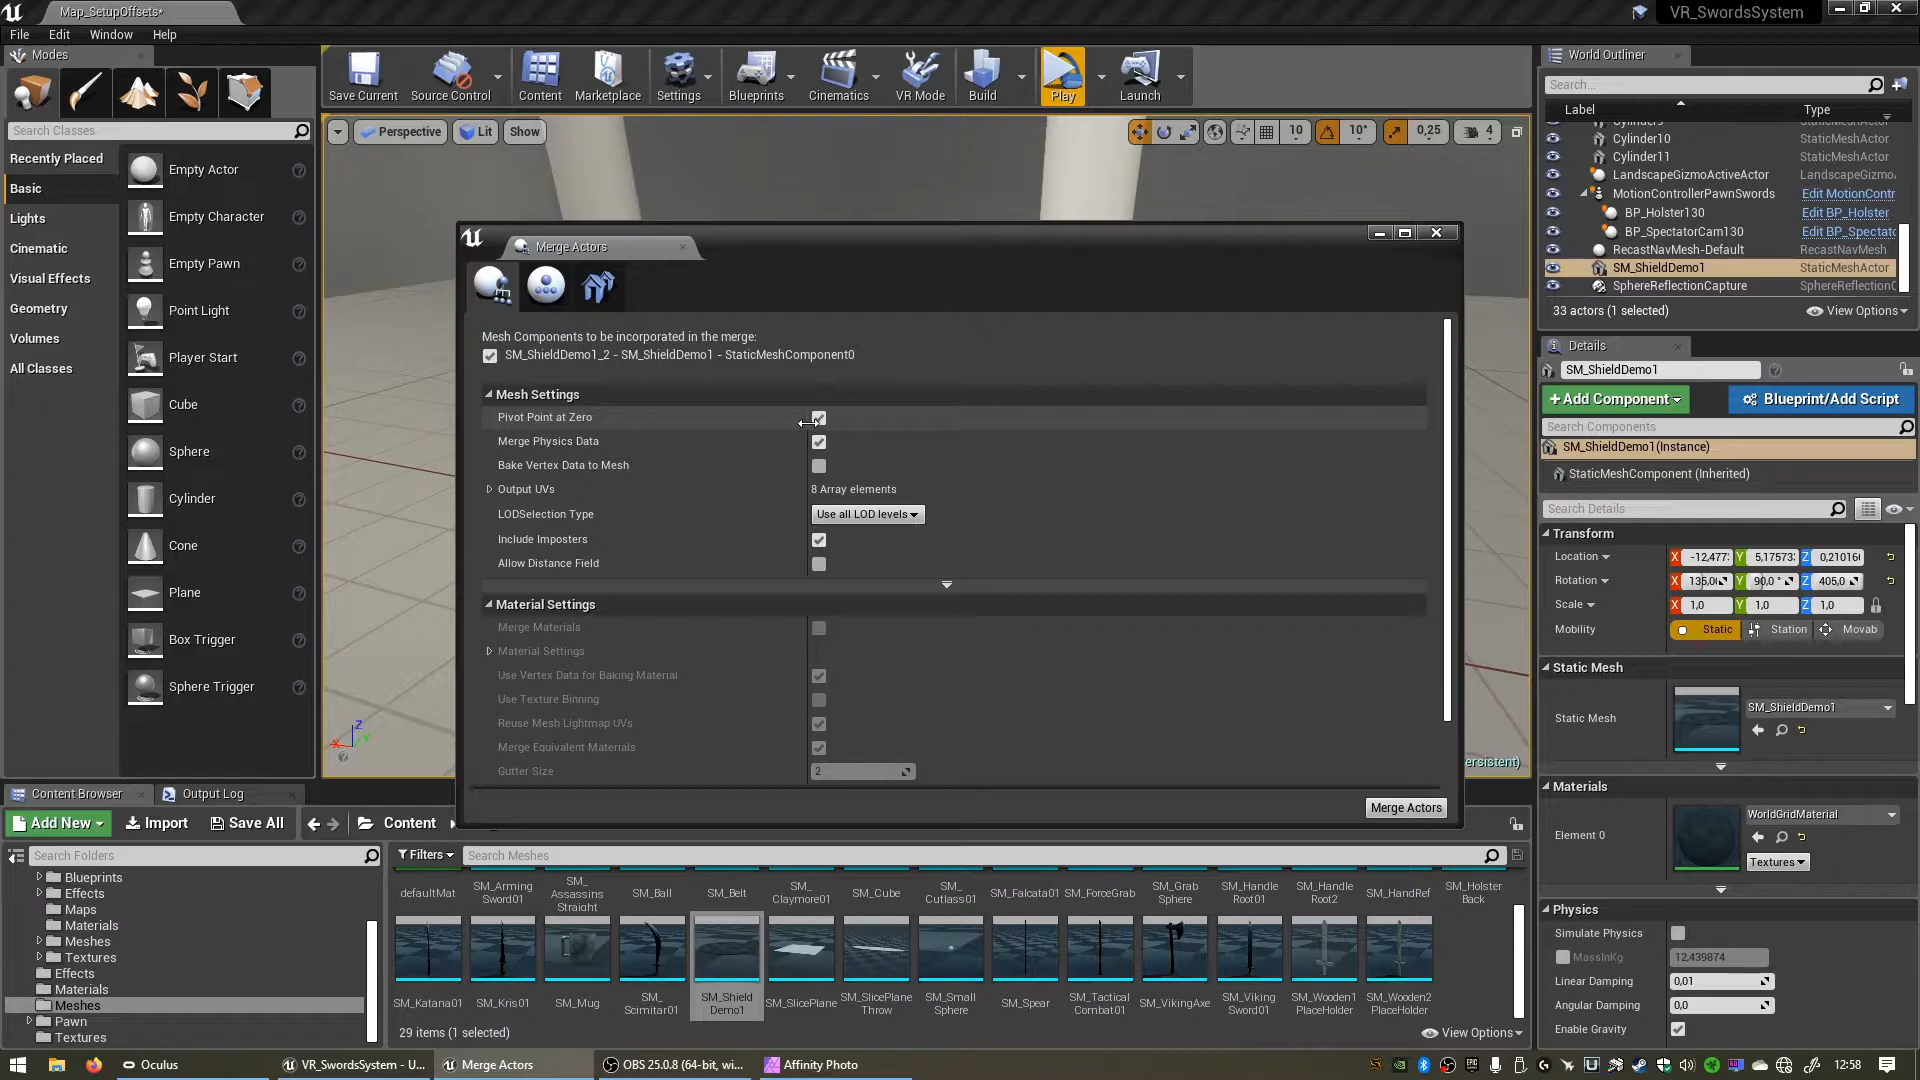 Map_SetupOffsets*
VR_SwordsSystem
File Edit Window Help
Modes
Search Classes
Recently Placed
Basic
Lights
Cinematic
Visual Effects
Geometry
Volumes
All Classes
Empty Actor
Empty Character
Empty Pawn
Point Light
Player Start
Cube
Sphere
Cylinder
Cone
Plane
Box Trigger
Sphere Trigger
Save Current
Source Control
Content
Marketplace
Settings
Blueprints
Cinematics
VR Mode
Build
Play
Launch
Perspective
Lit
Show
10
10°
0,25
4
Merge Actors
Mesh Components to be incorporated in the merge:
SM_ShieldDemo1_2 - SM_ShieldDemo1 - StaticMeshComponent0
Mesh Settings
Pivot Point at Zero
Merge Physics Data
Bake Vertex Data to Mesh
Output UVs 8 Array elements
LODSelection Type Use all LOD levels
Include Imposters
Allow Distance Field
Material Settings
Merge Materials
Material Settings
Use Vertex Data for Baking Material
Use Texture Binning
Reuse Mesh Lightmap UVs
Merge Equivalent Materials
Gutter Size 2
Merge Actors
ersistent)
World Outliner
Search...
Label Type
Cylinder10 StaticMeshActor
Cylinder11 StaticMeshActor
LandscapeGizmoActiveActor LandscapeGizmo
MotionControllerPawnSwords Edit MotionContr
BP_Holster130 Edit BP_Holster
BP_SpectatorCam130 Edit BP_Spectato
RecastNavMesh-Default RecastNavMesh
SM_ShieldDemo1 StaticMeshActor
SphereReflectionCapture SphereReflectionC
33 actors (1 selected) View Options
Details
SM_ShieldDemo1
+Add Component Blueprint/Add Script
Search Components
SM_ShieldDemo1(Instance)
StaticMeshComponent (Inherited)
Search Details
Transform
Location X -12,477 Y 5,17573 Z 0,21016
Rotation X 135,0 Y 90,0 ° Z 405,0
Scale X 1,0 Y 1,0 Z 1,0
Mobility Static Station Movab
Static Mesh
Static Mesh SM_ShieldDemo1
Materials
Element 0 WorldGridMaterial
Textures
Physics
Simulate Physics
MassInKg 12,439874
Linear Damping 0,01
Angular Damping 0,0
Enable Gravity
Content Browser Output Log
Add New Import Save All Content
Search Folders
Blueprints
Effects
Maps
Materials
Meshes
Textures
Effects
Materials
Meshes
Pawn
Textures
Filters Search Meshes
defaultMat
SM_Arming
Sword01
SM_
Assassins
Straight
SM_Ball
SM_Belt
SM_
Claymore01
SM_Cube
SM_
Cutlass01
SM_Falcata01
SM_ForceGrab
SM_Grab
Sphere
SM_Handle
Root01
SM_Handle
Root2
SM_HandRef
SM_Holster
Back
SM_Katana01
SM_Kris01
SM_Mug
SM_
Scimitar01
SM_Shield
Demo1
SM_SlicePlane
SM_SlicePlane
Throw
SM_Small
Sphere
SM_Spear
SM_Tactical
Combat01
SM_VikingAxe
SM_Viking
Sword01
SM_Wooden1
PlaceHolder
SM_Wooden2
PlaceHolder
29 items (1 selected) View Options
Oculus
VR_SwordsSystem - U...
Merge Actors
OBS 25.0.8 (64-bit, wi...
Affinity Photo
12:58